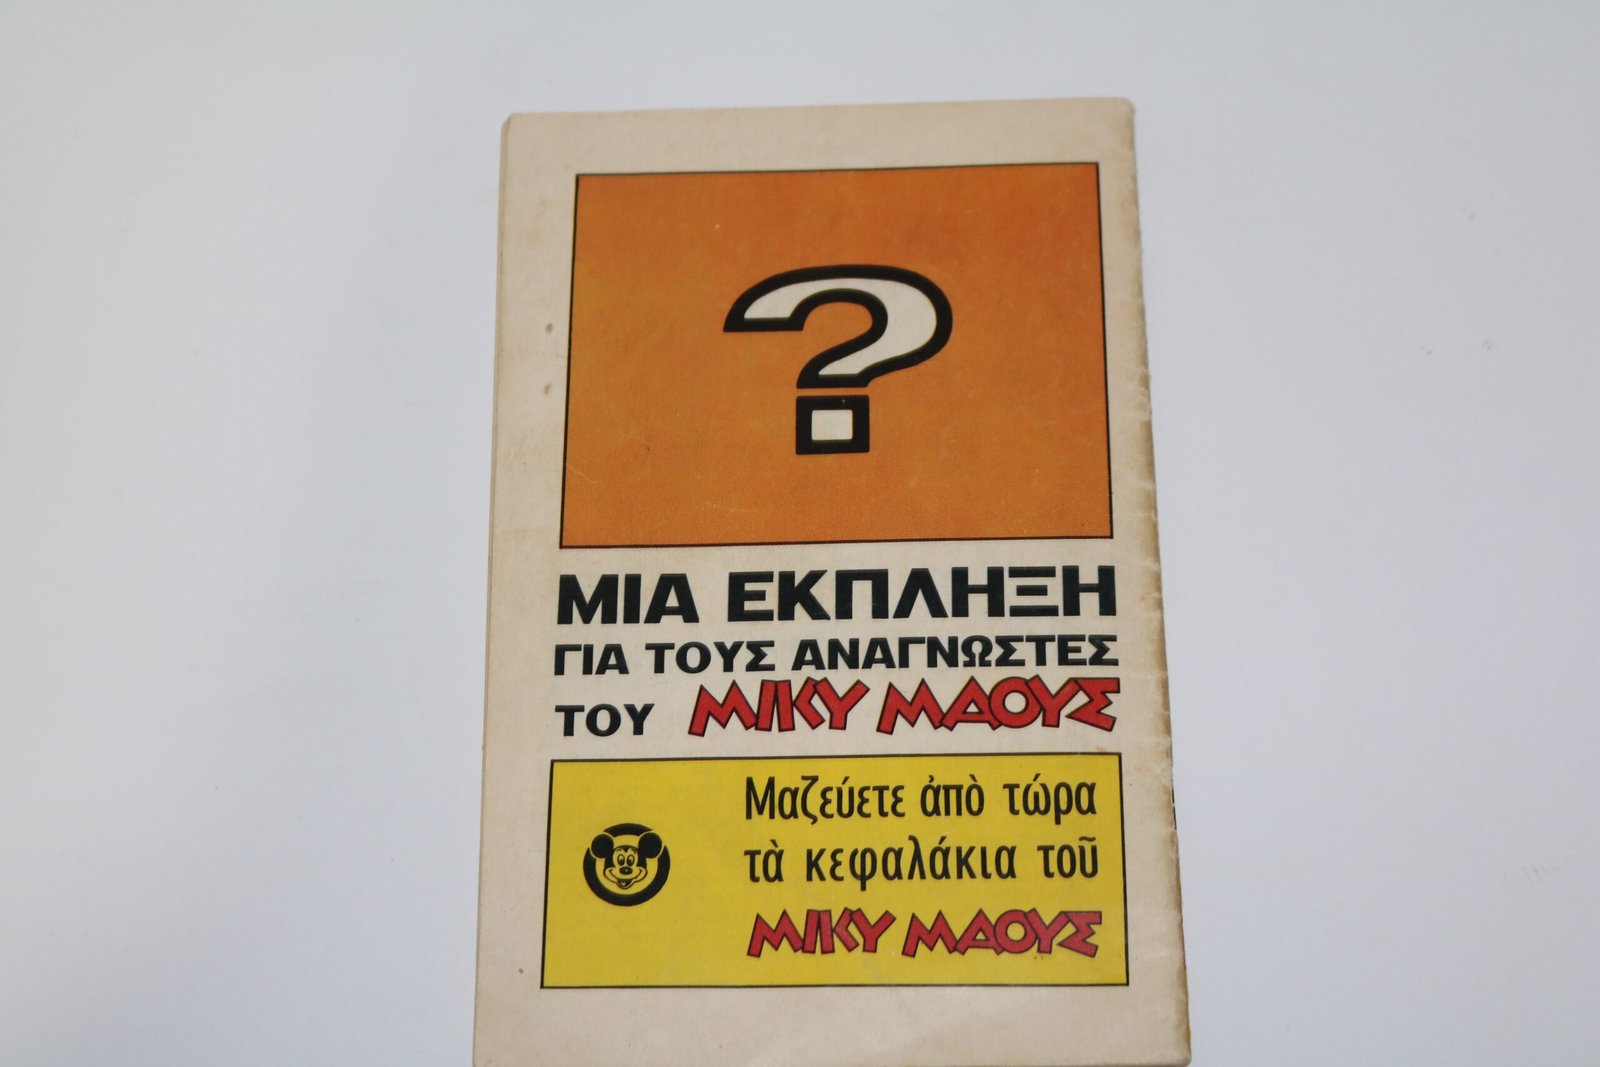 ?
ΜΙΑ ΕΚΠΛΗΞΗ
ΓΙΑ ΤΟΥΣ ΑΝΑΓΝΩΣΤΕΣ
ΤΟΥ ΜΙΚΥ ΜΑΟΥΣ
Μαζεύετε ἀπὸ τώρα
τὰ κεφαλάκια τοῦ
ΜΙΚΥ ΜΑΟΥΣ